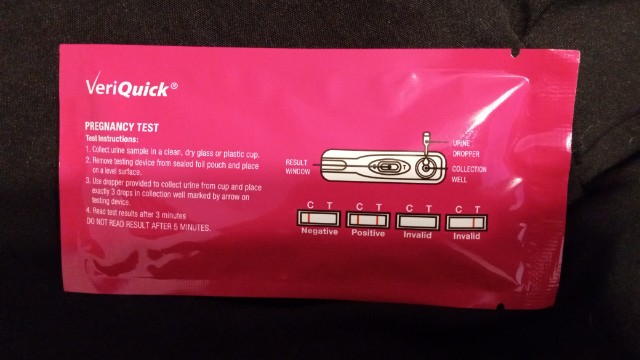 VeriQuick®
PREGNANCY TEST
Test Instructions:
1. Collect urine sample in a clean, dry glass or plastic cup.
2. Remove testing device from sealed foil pouch and place
on a level surface.
3. Use dropper provided to collect urine from cup and place
exactly 3 drops in collection well marked by arrow on
testing device.
4. Read test results after 3 minutes
DO NOT READ RESULT AFTER 5 MINUTES.
URINE
DROPPER
RESULT
WINDOW
COLLECTION
WELL
C T
C T
C T
C T
C T
Negative
Positive
Invalid
Invalid